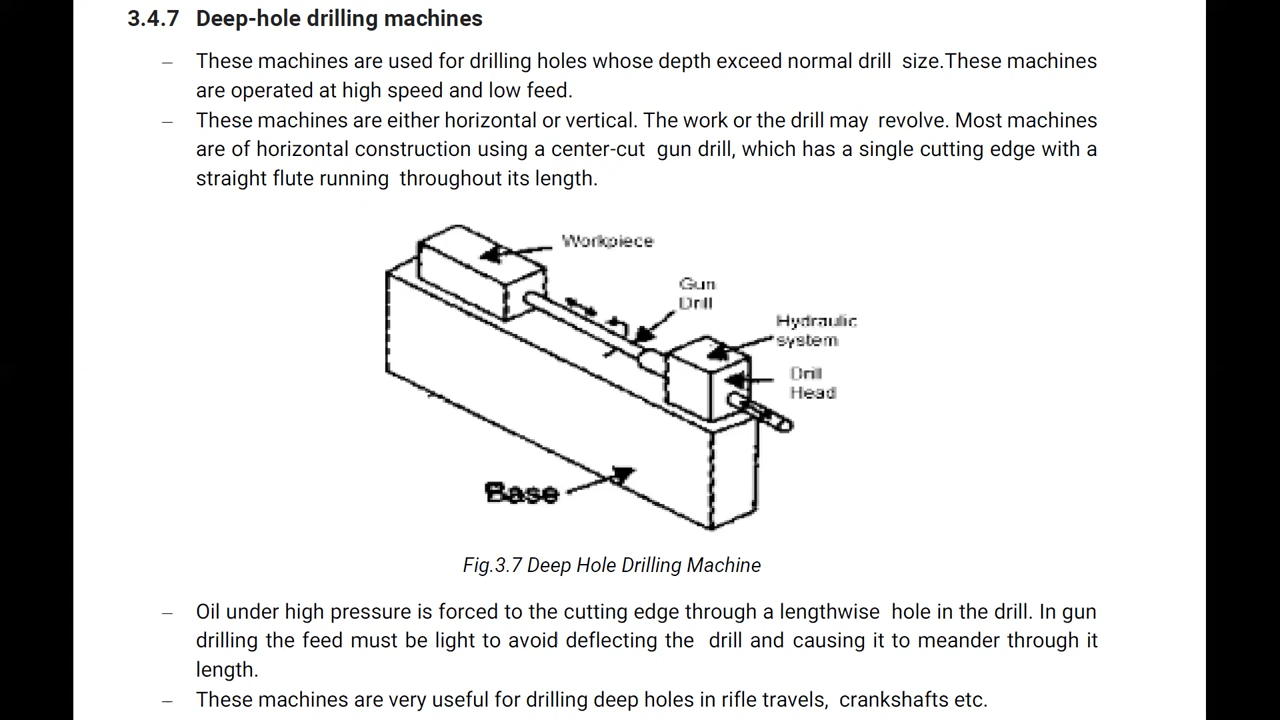 3.4.7 Deep-hole drilling machines
– These machines are used for drilling holes whose depth exceed normal drill size.These machines
are operated at high speed and low feed.
– These machines are either horizontal or vertical. The work or the drill may revolve. Most machines
are of horizontal construction using a center-cut gun drill, which has a single cutting edge with a
straight flute running throughout its length.
Workpiece
Gun
Drill
Hydraulic
system
Drill
Head
Base
Fig.3.7 Deep Hole Drilling Machine
– Oil under high pressure is forced to the cutting edge through a lengthwise hole in the drill. In gun
drilling the feed must be light to avoid deflecting the drill and causing it to meander through it
length.
– These machines are very useful for drilling deep holes in rifle travels, crankshafts etc.